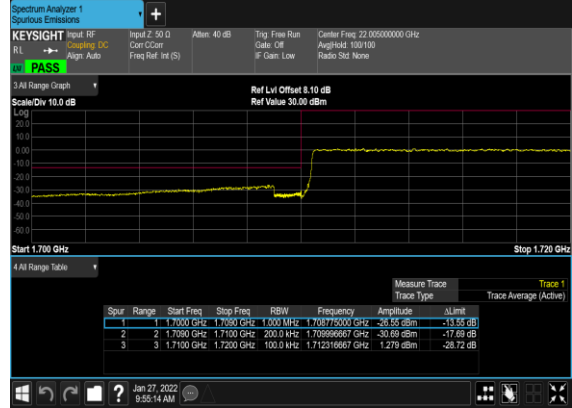 Spectrum Analyzer 1
Spurious Emissions
+
KEYSIGHT Input: RF Input Z: 50 Ω Atten: 40 dB Trig: Free Run Center Freq: 22.005000000 GHz
RL Coupling: DC Corr CCorr Gate: Off Avg|Hold: 100/100
Align: Auto Freq Ref: Int (S) IF Gain: Low Radio Std: None
LW PASS
3 All Range Graph
Ref Lvl Offset 8.10 dB
Scale/Div 10.0 dB Ref Value 30.00 dBm
Log
20.0
10.0
0.00
-10.0
-20.0
-30.0
-40.0
-50.0
-60.0
Start 1.700 GHz Stop 1.720 GHz
4 All Range Table
Measure Trace Trace 1
Trace Type Trace Average (Active)
Spur Range Start Freq Stop Freq RBW Frequency Amplitude ΔLimit
1 1 1.7000 GHz 1.7090 GHz 1.000 MHz 1.708775000 GHz -26.55 dBm -13.55 dB
2 2 1.7090 GHz 1.7100 GHz 200.0 kHz 1.709996667 GHz -30.69 dBm -17.69 dB
3 3 1.7100 GHz 1.7200 GHz 100.0 kHz 1.712316667 GHz 1.279 dBm -28.72 dB
? Jan 27, 2022
9:55:14 AM